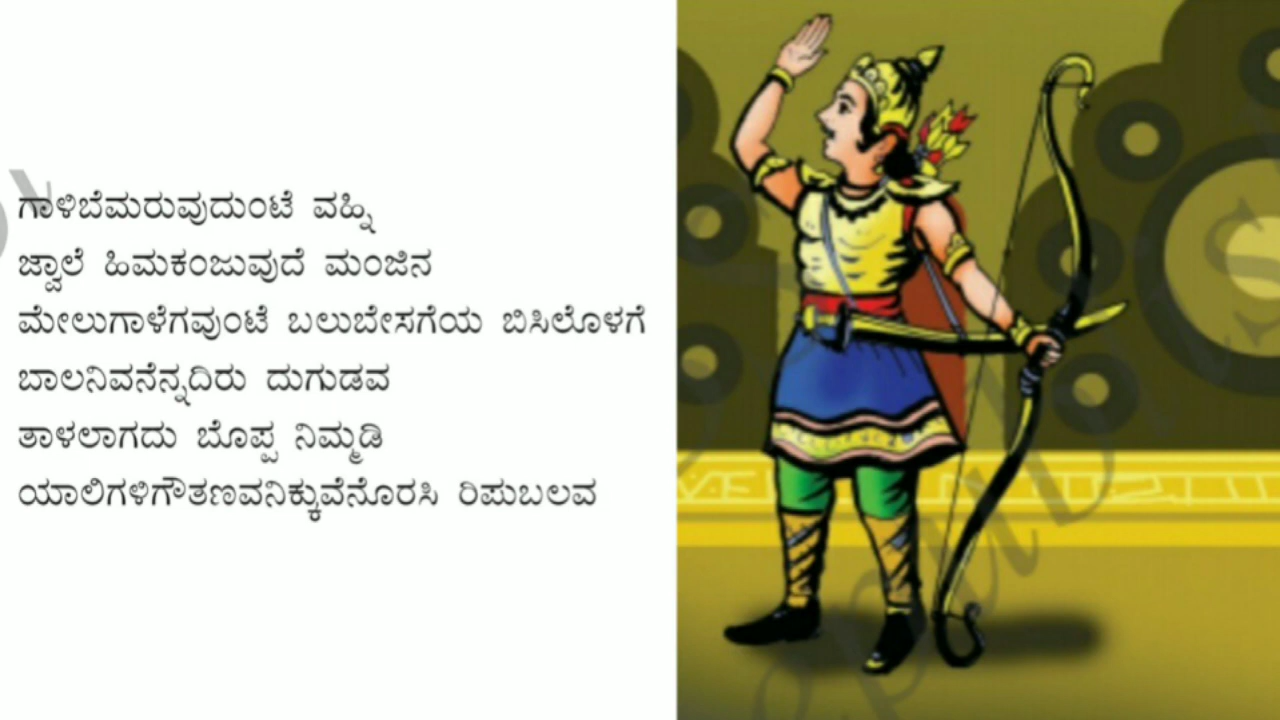 ಗಾಳಿಬೆಮರುವುದುಂಟೆ ವಹ್ನಿ
ಜ್ವಾಲೆ ಹಿಮಕಂಜುವುದೆ ಮಂಜಿನ
ಮೇಲುಗಾಳೆಗವುಂಟೆ ಬಲುಬೇಸಗೆಯ ಬಿಸಿಲೊಳಗೆ
ಬಾಲನಿವನೆನ್ನದಿರು ದುಗುಡವ
ತಾಳಲಾಗದು ಬೊಪ್ಪ ನಿಮ್ಮಡಿ
ಯಾಲಿಗಳಿಗೌತಣವನಿಕ್ಕುವೆನೊರಸಿ ರಿಪುಬಲವ